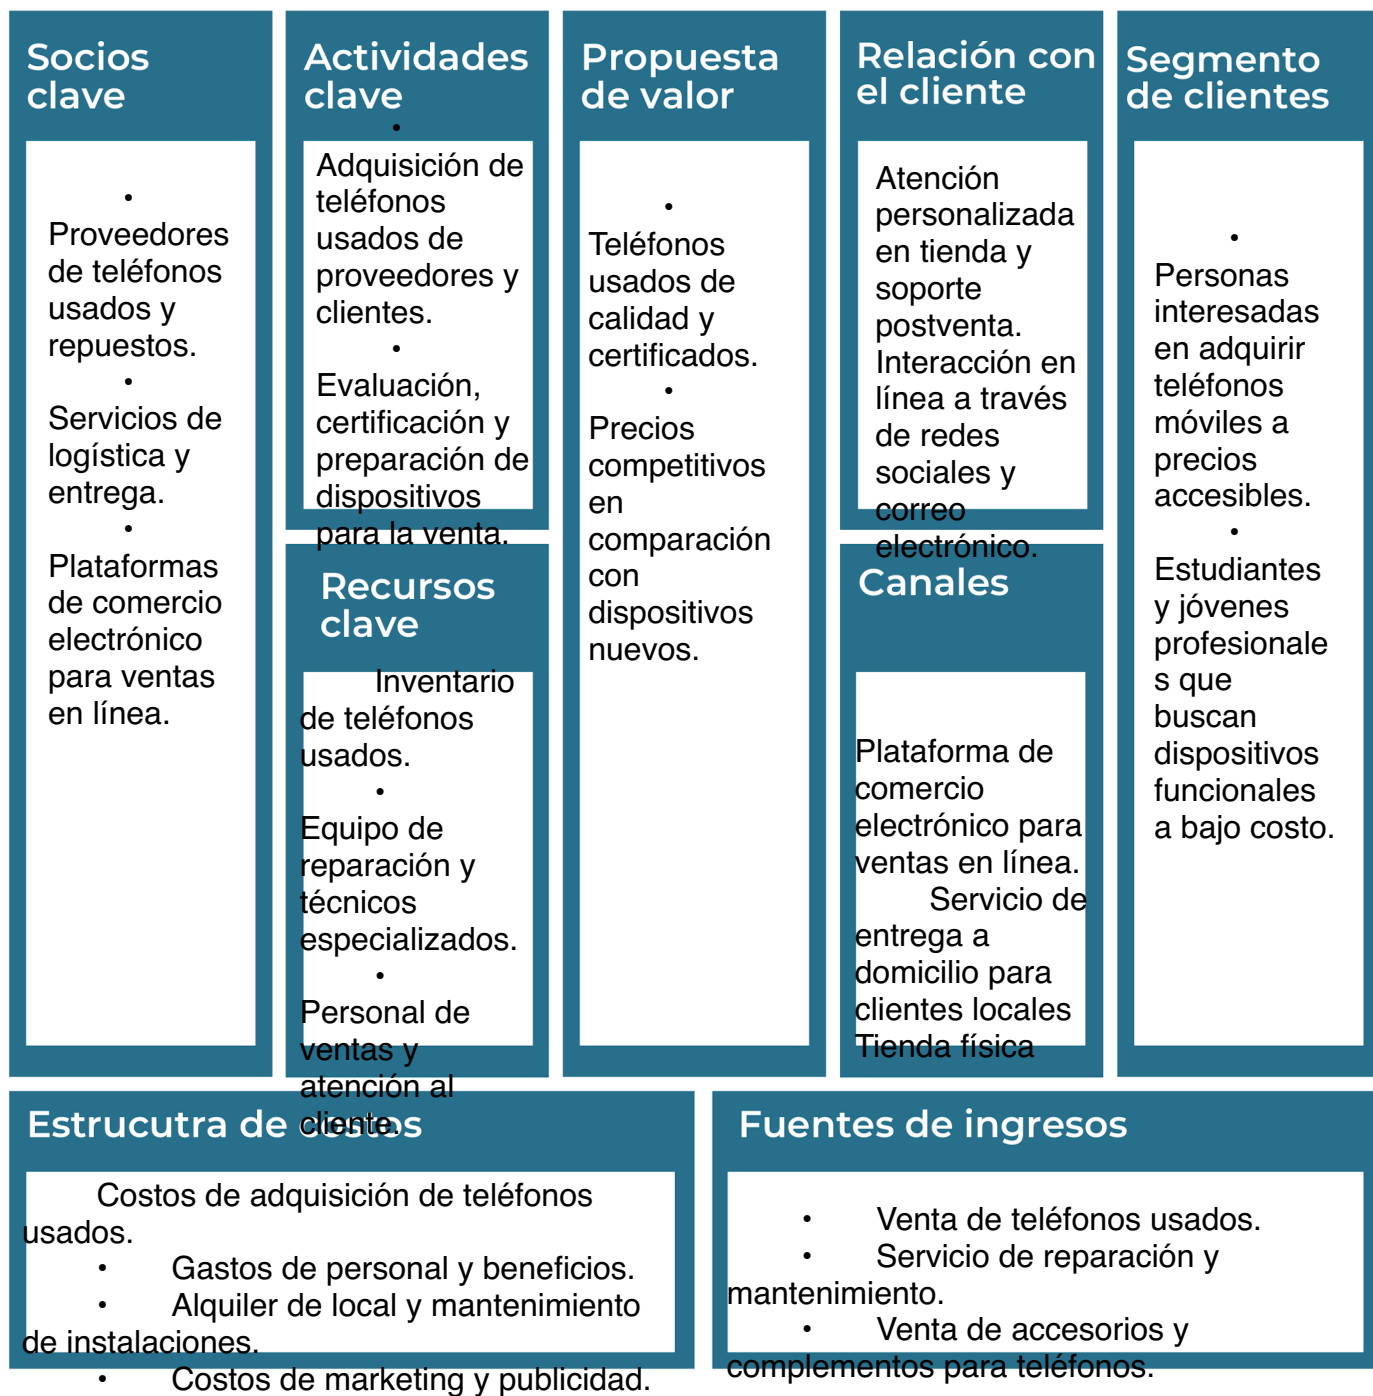 Socios
clave
•
Proveedores
de teléfonos
usados y
repuestos.
•
Servicios de
logística y
entrega.
•
Plataformas
de comercio
electrónico
para ventas
en línea.
Actividades
clave
•
Adquisición de
teléfonos
usados de
proveedores y
clientes.
•
Evaluación,
certificación y
preparación de
dispositivos
para la venta.
Recursos
clave
Inventario
de teléfonos
usados.
•
Equipo de
reparación y
técnicos
especializados.
•
Personal de
ventas y
atención al
cliente.
Propuesta
de valor
•
Teléfonos
usados de
calidad y
certificados.
•
Precios
competitivos
en
comparación
con
dispositivos
nuevos.
Relación con
el cliente
Atención
personalizada
en tienda y
soporte
postventa.
Interacción en
línea a través
de redes
sociales y
correo
electrónico.
Canales
Plataforma de
comercio
electrónico para
ventas en línea.
Servicio de
entrega a
domicilio para
clientes locales
Tienda física
Segmento
de clientes
•
Personas
interesadas
en adquirir
teléfonos
móviles a
precios
accesibles.
•
Estudiantes
y jóvenes
profesionale
s que
buscan
dispositivos
funcionales
a bajo costo.
Estrucutra de costos
Costos de adquisición de teléfonos
usados.
• Gastos de personal y beneficios.
• Alquiler de local y mantenimiento
de instalaciones.
• Costos de marketing y publicidad.
Fuentes de ingresos
• Venta de teléfonos usados.
• Servicio de reparación y
mantenimiento.
• Venta de accesorios y
complementos para teléfonos.